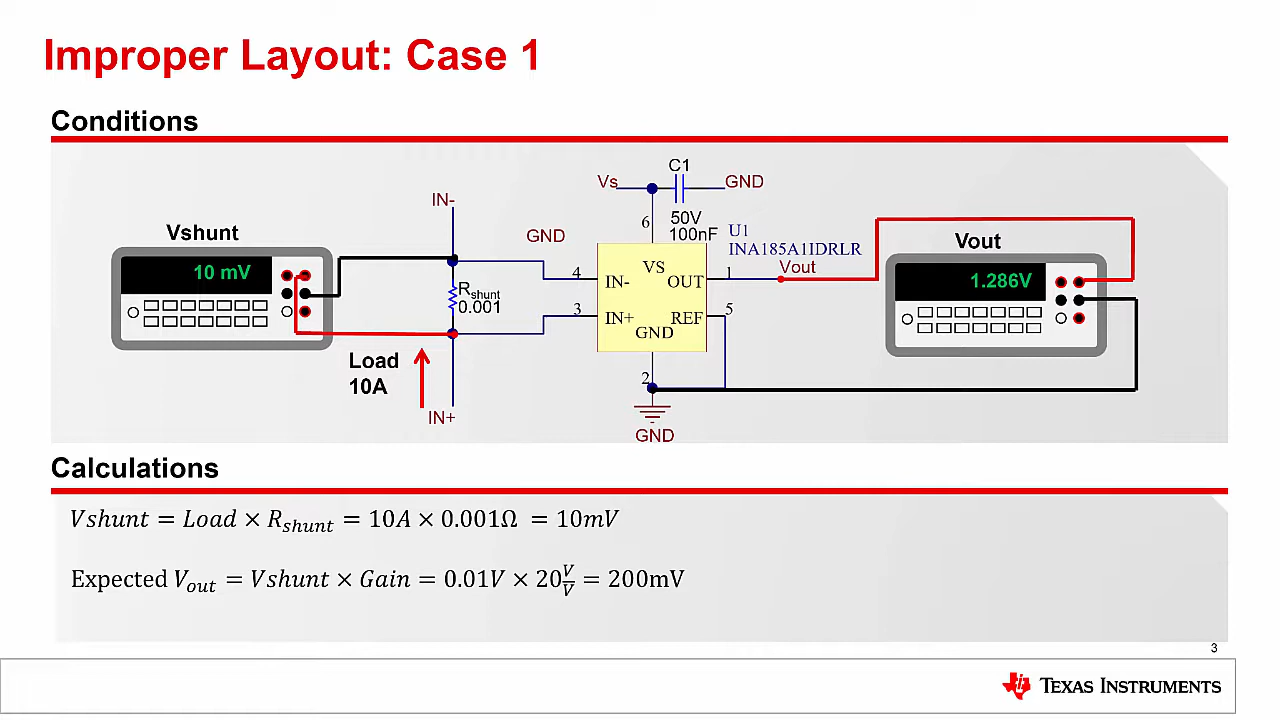 Improper Layout: Case 1
Conditions
C1
Vs
GND
IN-
50V
100nF
6
Vshunt
GND
U1
INA185A1IDRLR
Vout
10 mV
4
IN-
VS
OUT
1
Vout
1.286V
Rshunt
0.001
3
IN+
REF
5
GND
Load
10A
2
IN+
GND
Calculations
Vshunt = Load × Rshunt = 10A × 0.001Ω = 10mV
Expected Vout = Vshunt × Gain = 0.01V × 20 V/V = 200mV
3
TEXAS INSTRUMENTS